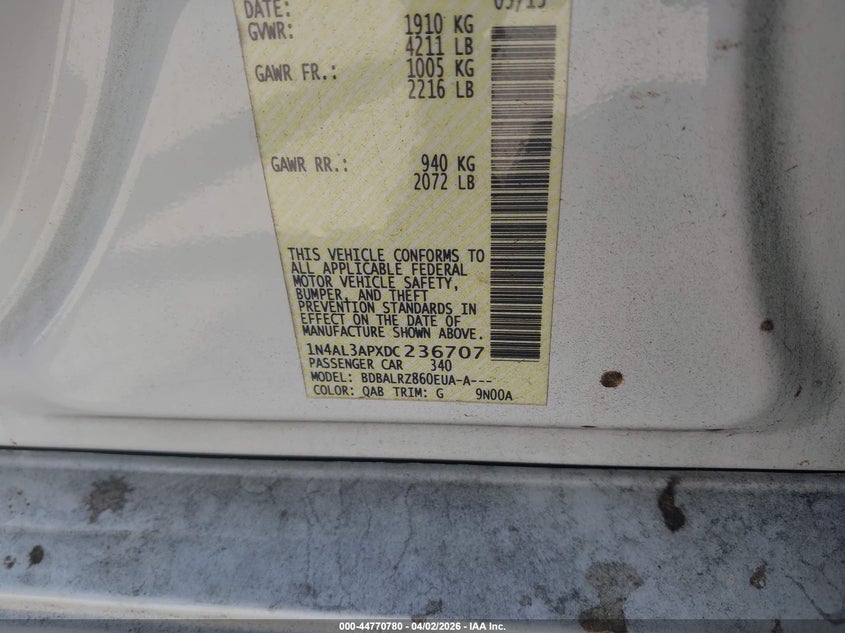 DATE:
GVWR: 1910 KG
4211 LB
GAWR FR.: 1005 KG
2216 LB
GAWR RR.: 940 KG
2072 LB
THIS VEHICLE CONFORMS TO
ALL APPLICABLE FEDERAL
MOTOR VEHICLE SAFETY,
BUMPER, AND THEFT
PREVENTION STANDARDS IN
EFFECT ON THE DATE OF
MANUFACTURE SHOWN ABOVE.
1N4AL3APXDC236707
PASSENGER CAR 340
MODEL: BDBALRZ860EUA-A---
COLOR: QAB TRIM: G 9N00A
000-44770780 - 04/02/2026 - IAA Inc.